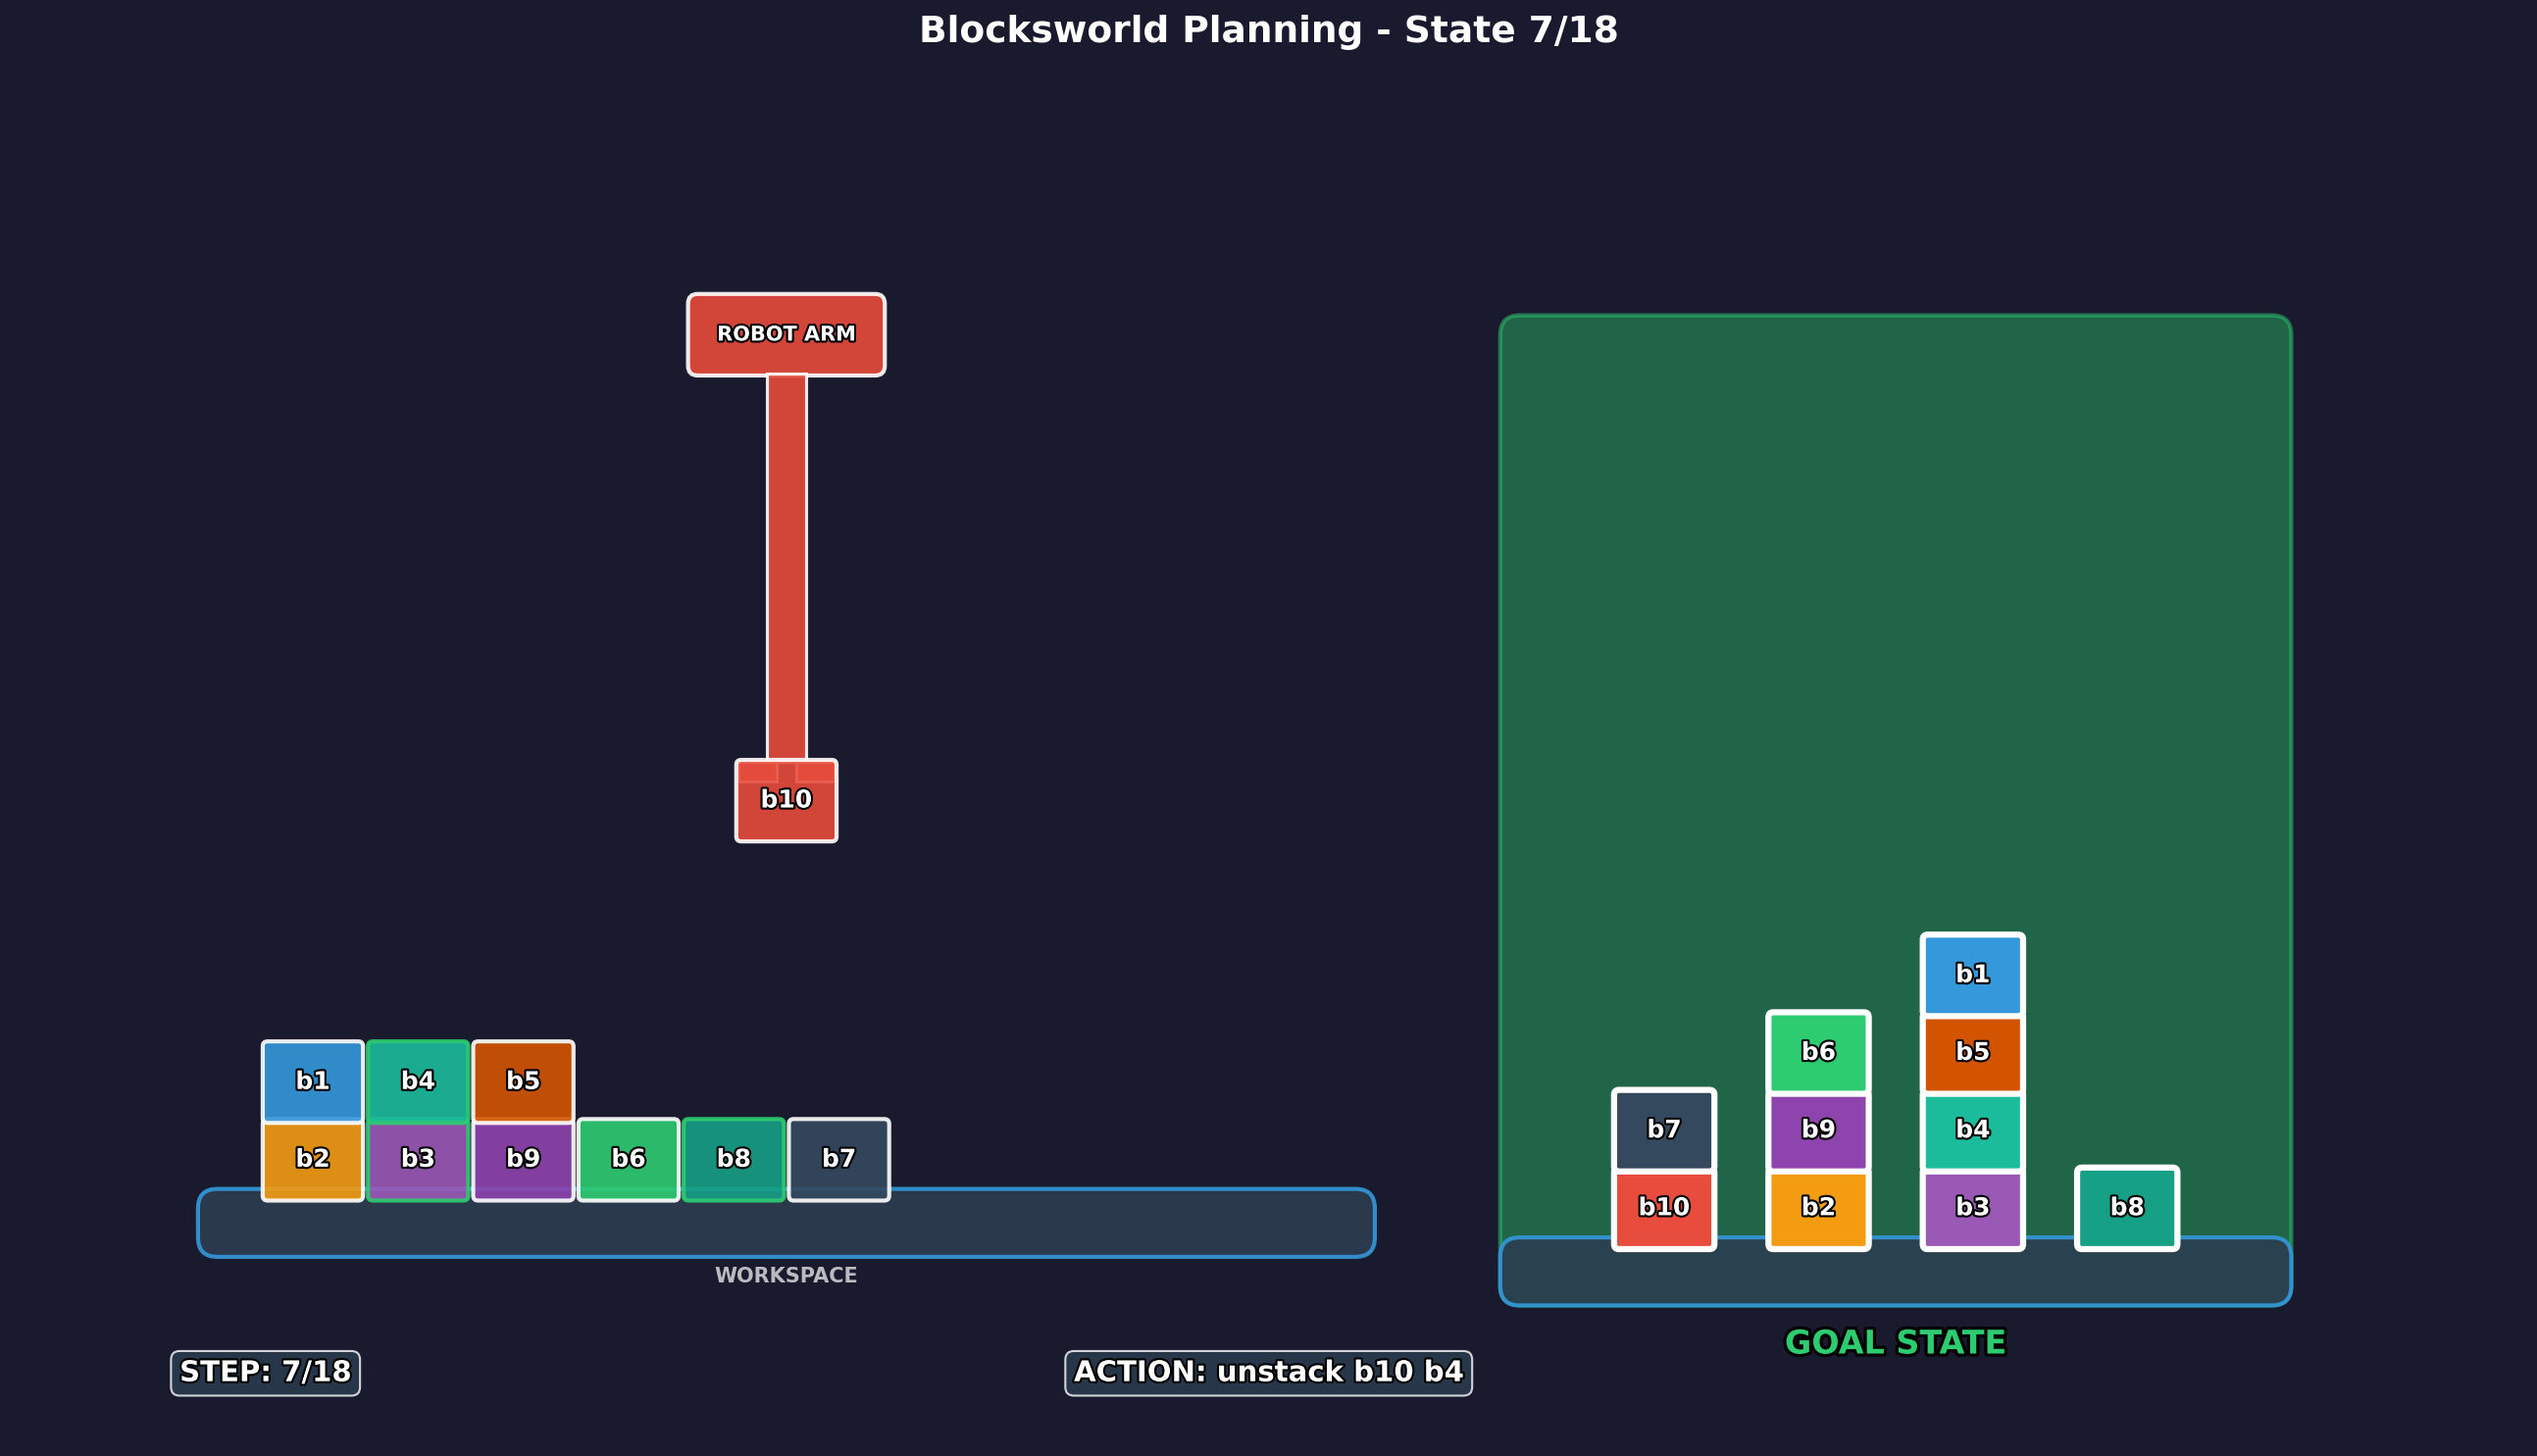 Blocksworld Planning - State 7/18
ROBOT ARM
b10
b1 b4 b5
b2 b3 b9 b6 b8 b7
WORKSPACE
b1
b6 b5
b7 b9 b4
b10 b2 b3 b8
GOAL STATE
STEP: 7/18
ACTION: unstack b10 b4